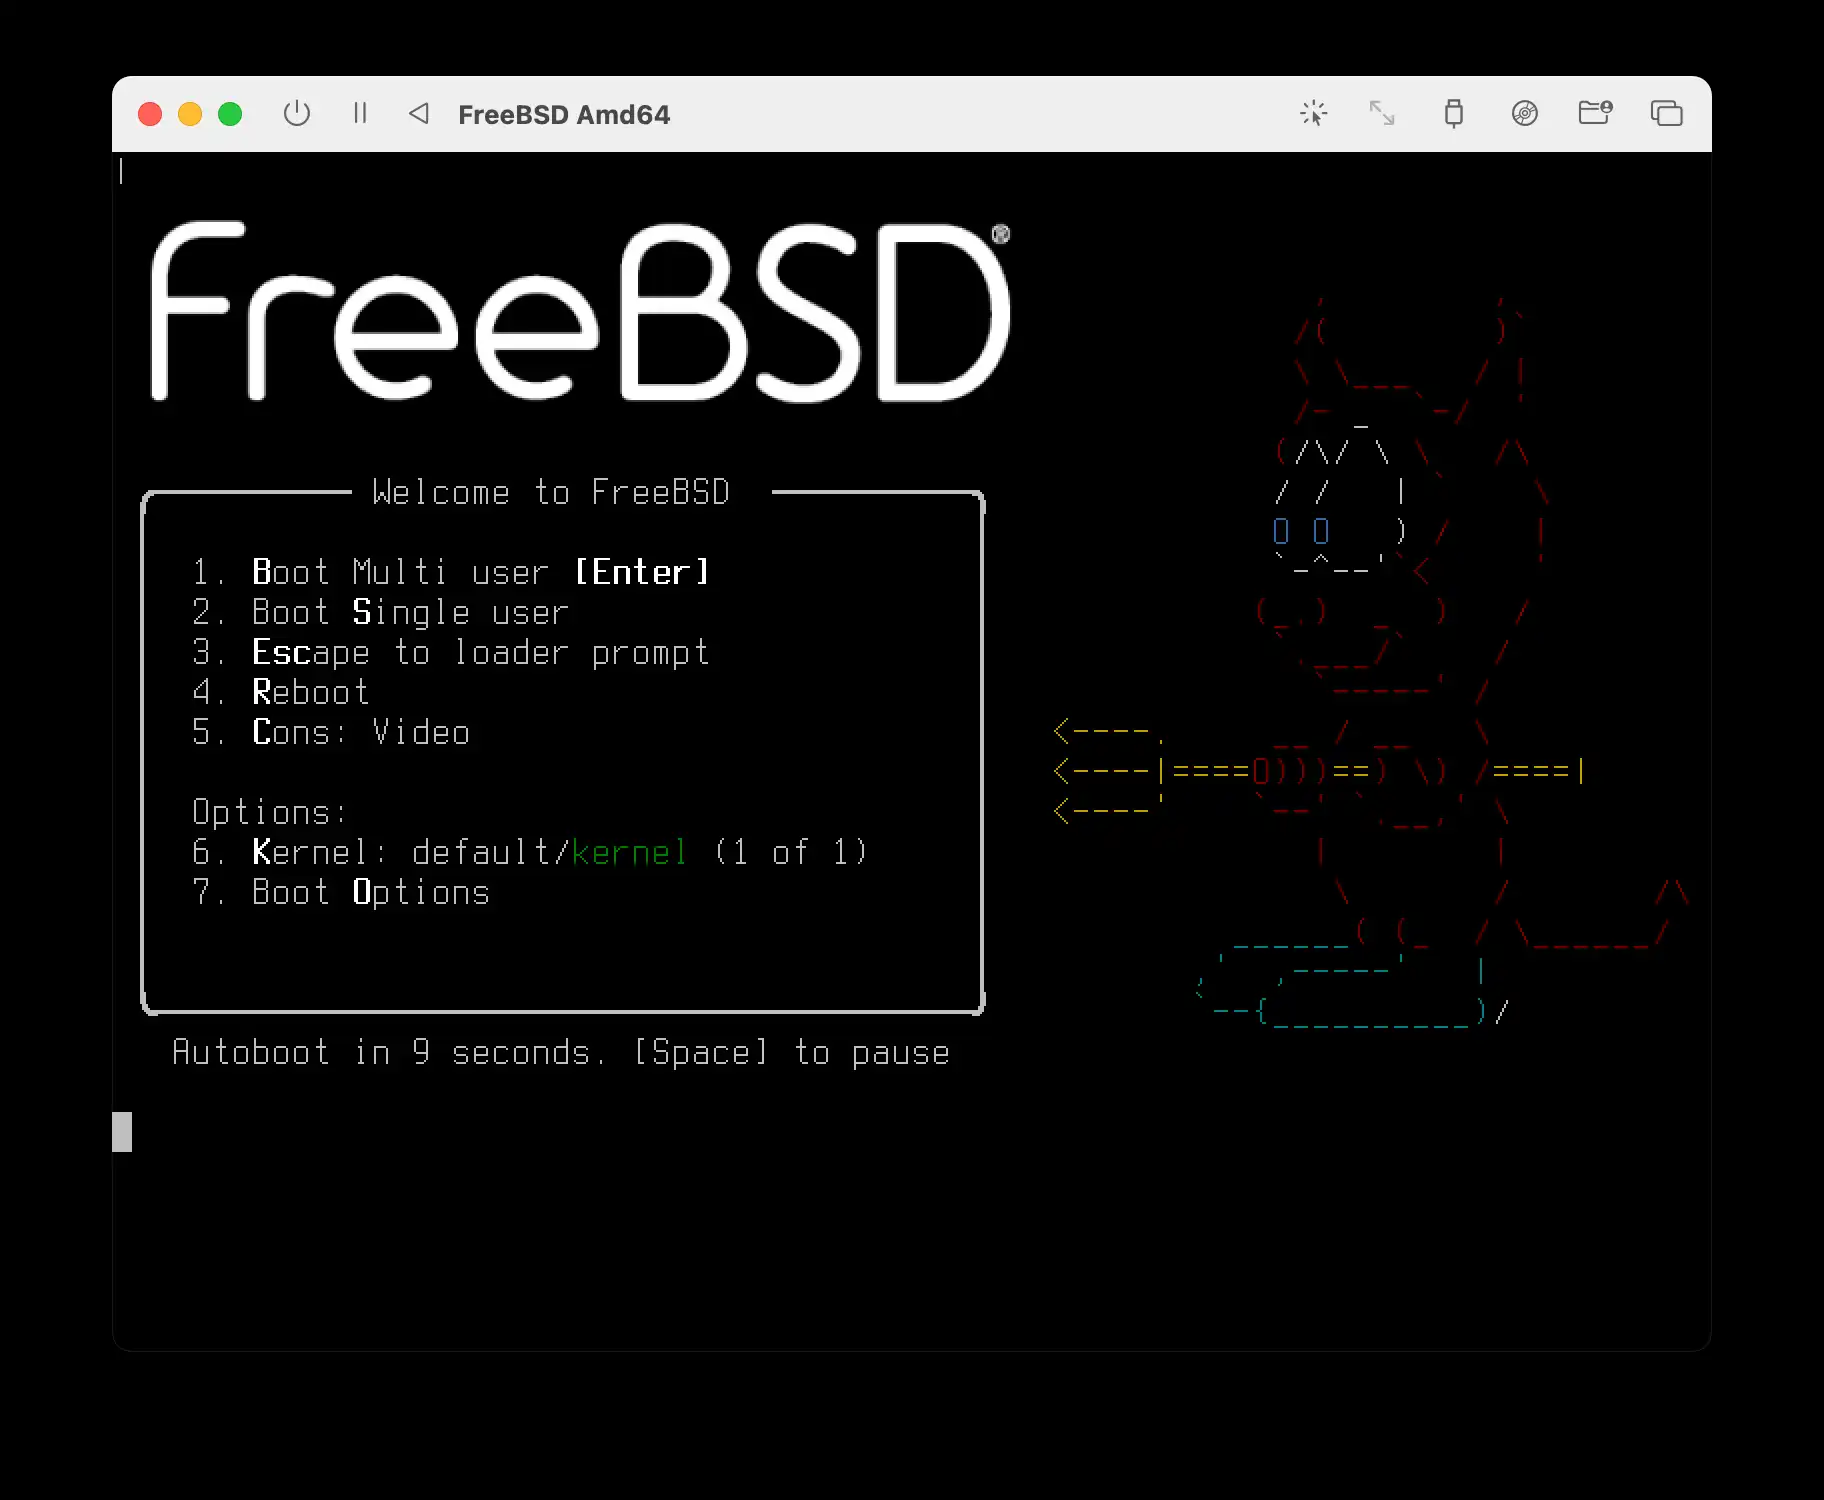 FreeBSD Amd64
FreeBSD®
Welcome to FreeBSD
1. Boot Multi user [Enter]
2. Boot Single user
3. Escape to loader prompt
4. Reboot
5. Cons: Video
Options:
6. Kernel: default/kernel (1 of 1)
7. Boot Options
Autoboot in 9 seconds. [Space] to pause